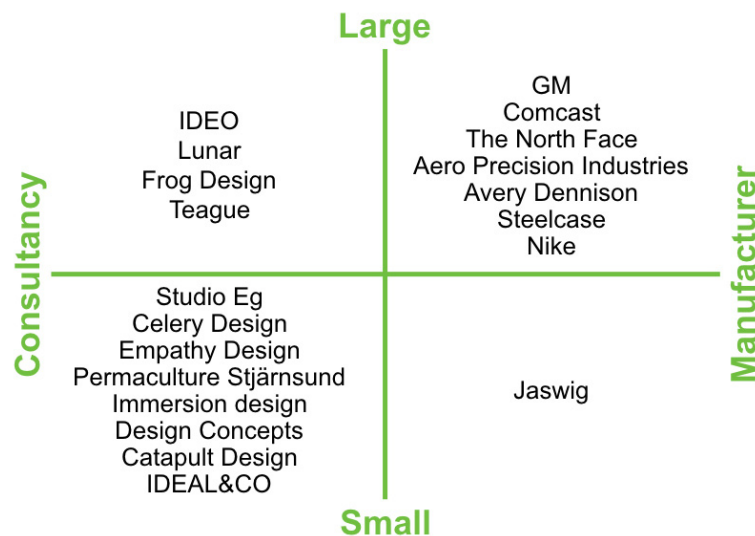 Large
IDEO
Lunar
Frog Design
Teague
GM
Comcast
The North Face
Aero Precision Industries
Avery Dennison
Steelcase
Nike
Consultancy
Manufacturer
Studio Eg
Celery Design
Empathy Design
Permaculture Stjärnsund
Immersion design
Design Concepts
Catapult Design
IDEAL&CO
Jaswig
Small